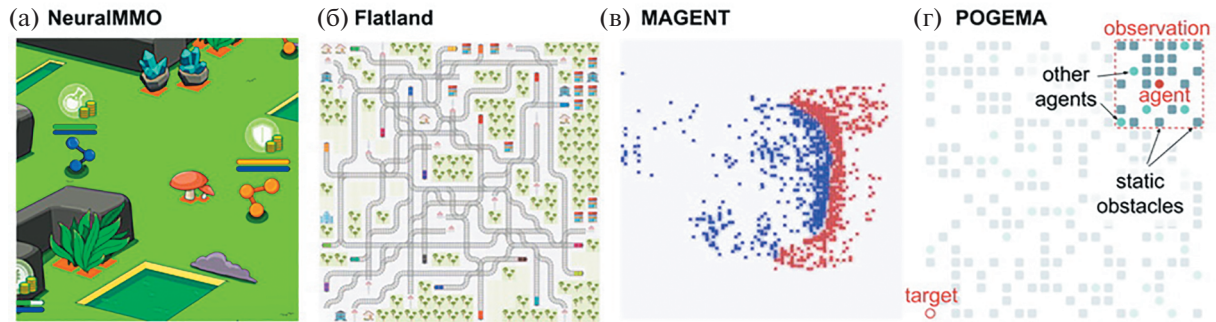 (а) NeuralMMO
(б) Flatland
(в) MAGENT
(г) POGEMA
observation
other
agents
agent
static
obstacles
target